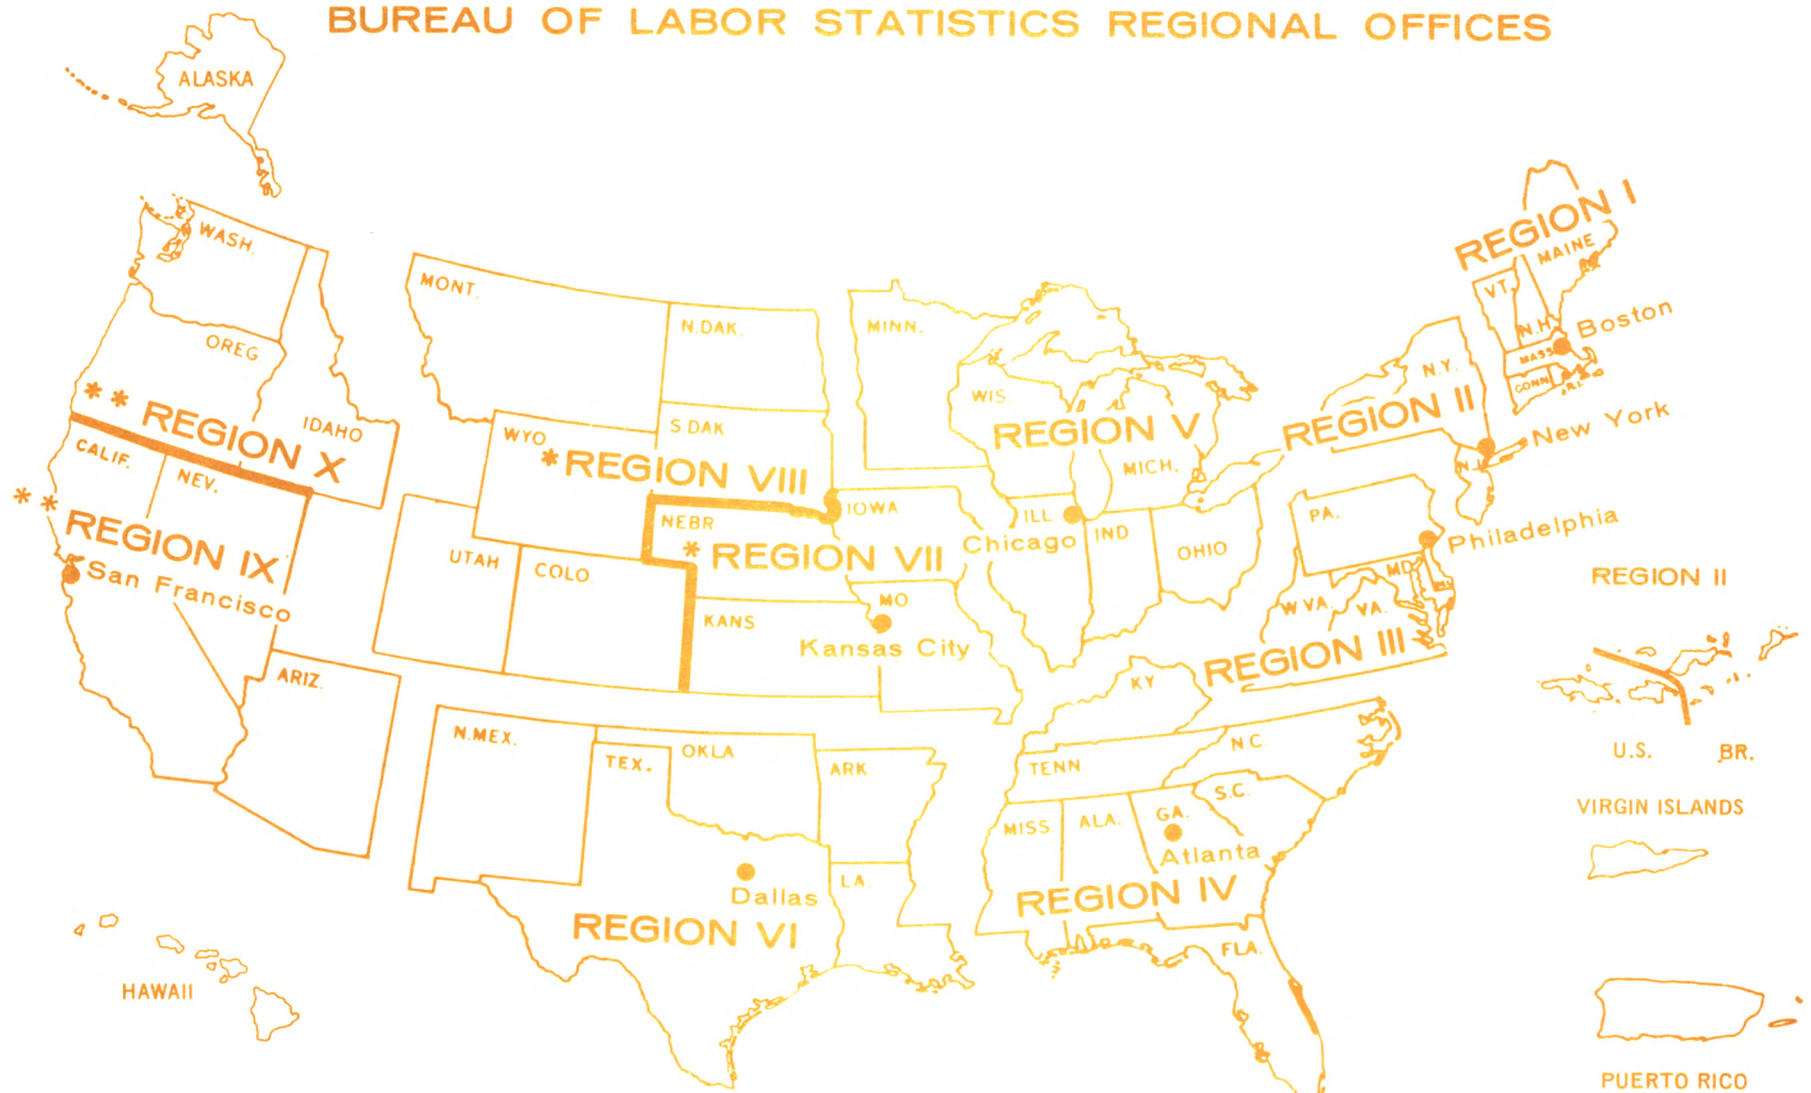 BUREAU OF LABOR STATISTICS REGIONAL OFFICES
ALASKA
WASH.
OREG
IDAHO
** REGION X
MONT.
N.DAK.
S.DAK
WYO
* REGION VIII
UTAH
COLO.
CALIF.
NEV.
** REGION IX
San Francisco
ARIZ.
HAWAII
NEBR
IOWA
* REGION VII
KANS
MO
Kansas City
N.MEX.
TEX.
OKLA
ARK
LA.
Dallas
REGION VI
MINN.
WIS
REGION V
MICH.
ILL.
Chicago
IND
OHIO
KY
TENN
N.C.
S.C.
MISS
ALA.
GA.
Atlanta
REGION IV
FLA.
REGION I
MAINE
VT.
N.H.
Boston
MASS
CONN.
R.I.
N.Y.
REGION II
New York
N.J.
PA.
Philadelphia
MD.
W VA.
VA.
REGION III
REGION II
U.S.
BR.
VIRGIN ISLANDS
PUERTO RICO